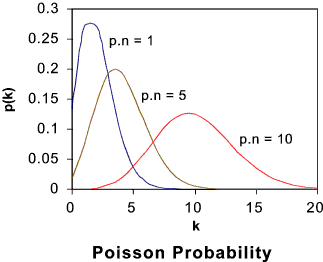 0.3
0.25
0.2
0.15
0.1
0.05
0
p(k)
p.n = 1
p.n = 5
p.n = 10
0 5 10 15 20
k
Poisson Probability